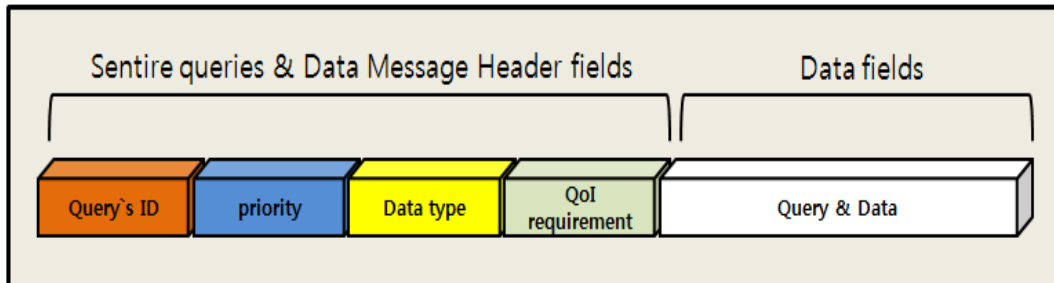 Sentire queries & Data Message Header fields
Data fields
Query`s ID
priority
Data type
QoI
requirement
Query & Data